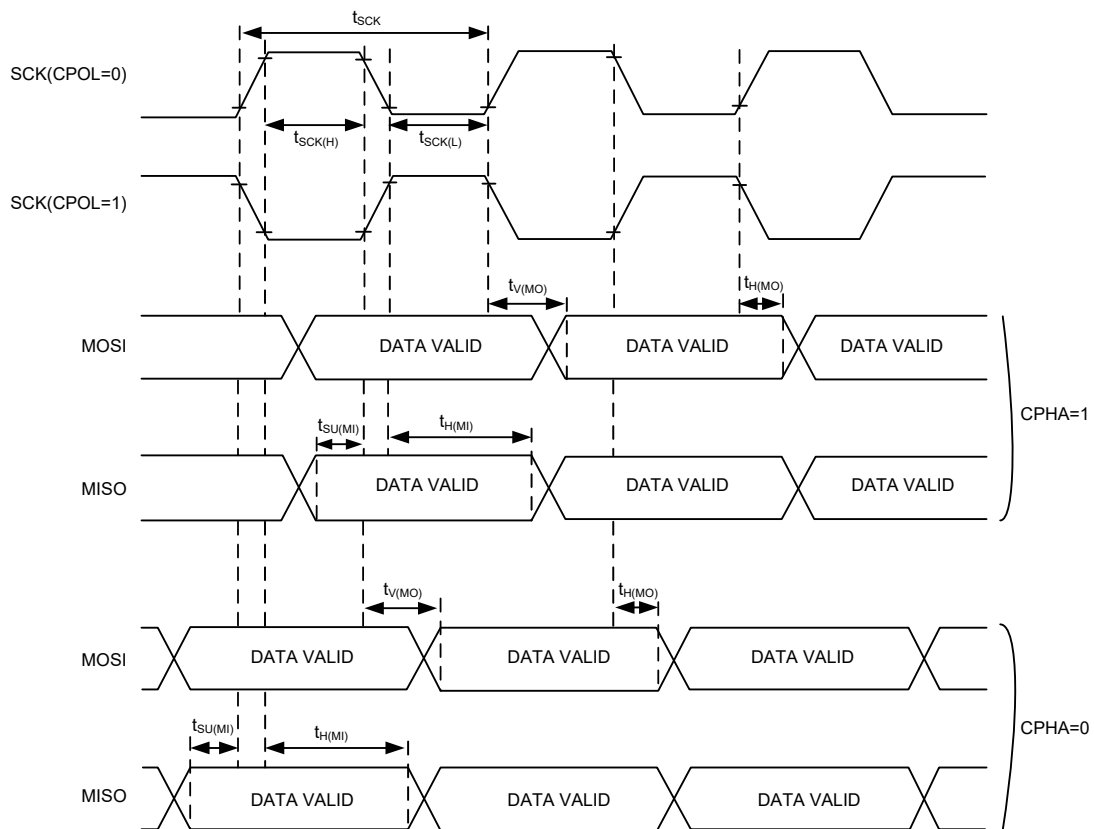 tSCK
SCK(CPOL=0)
tSCK(H)
tSCK(L)
SCK(CPOL=1)
tV(MO)
tH(MO)
MOSI
DATA VALID
DATA VALID
DATA VALID
CPHA=1
tSU(MI)
tH(MI)
MISO
DATA VALID
DATA VALID
DATA VALID
tV(MO)
tH(MO)
MOSI
DATA VALID
DATA VALID
DATA VALID
CPHA=0
tSU(MI)
tH(MI)
MISO
DATA VALID
DATA VALID
DATA VALID